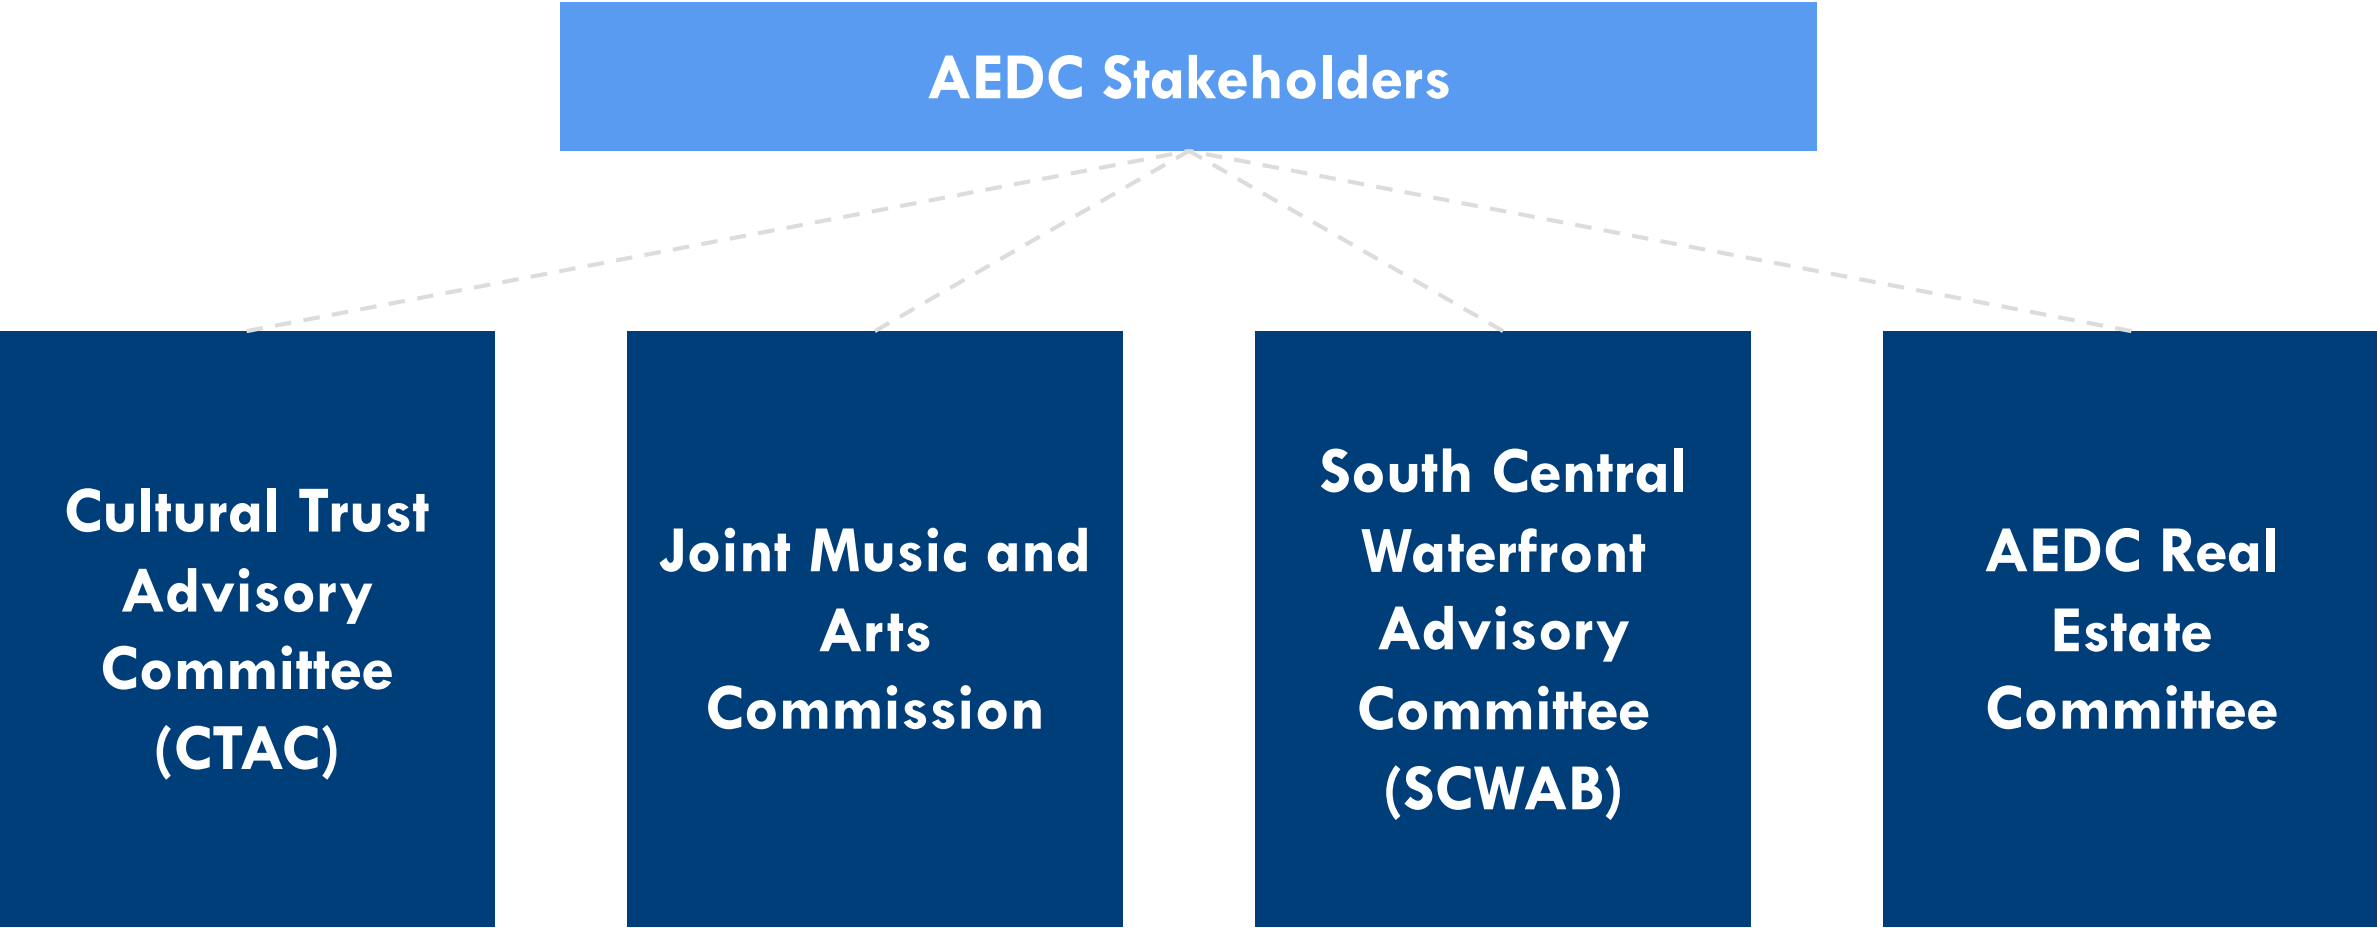 AEDC Stakeholders
Cultural Trust
Advisory
Committee
(CTAC)
Joint Music and
Arts
Commission
South Central
Waterfront
Advisory
Committee
(SCWAB)
AEDC Real
Estate
Committee